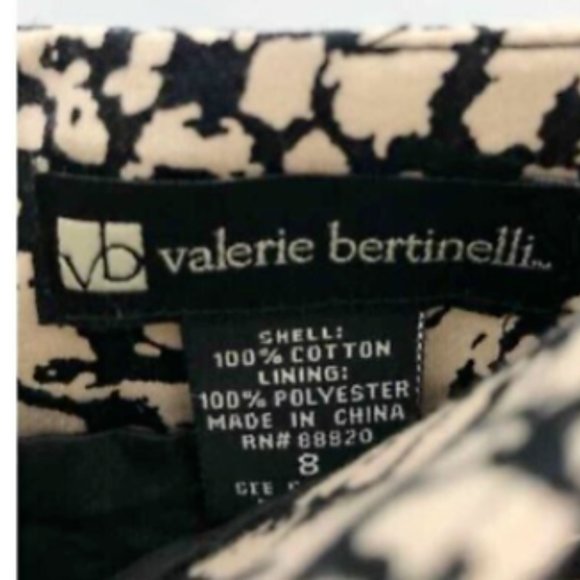 vb valerie bertinelli
SHELL:
100% COTTON
LINING:
100% POLYESTER
MADE IN CHINA
RN# 88820
8